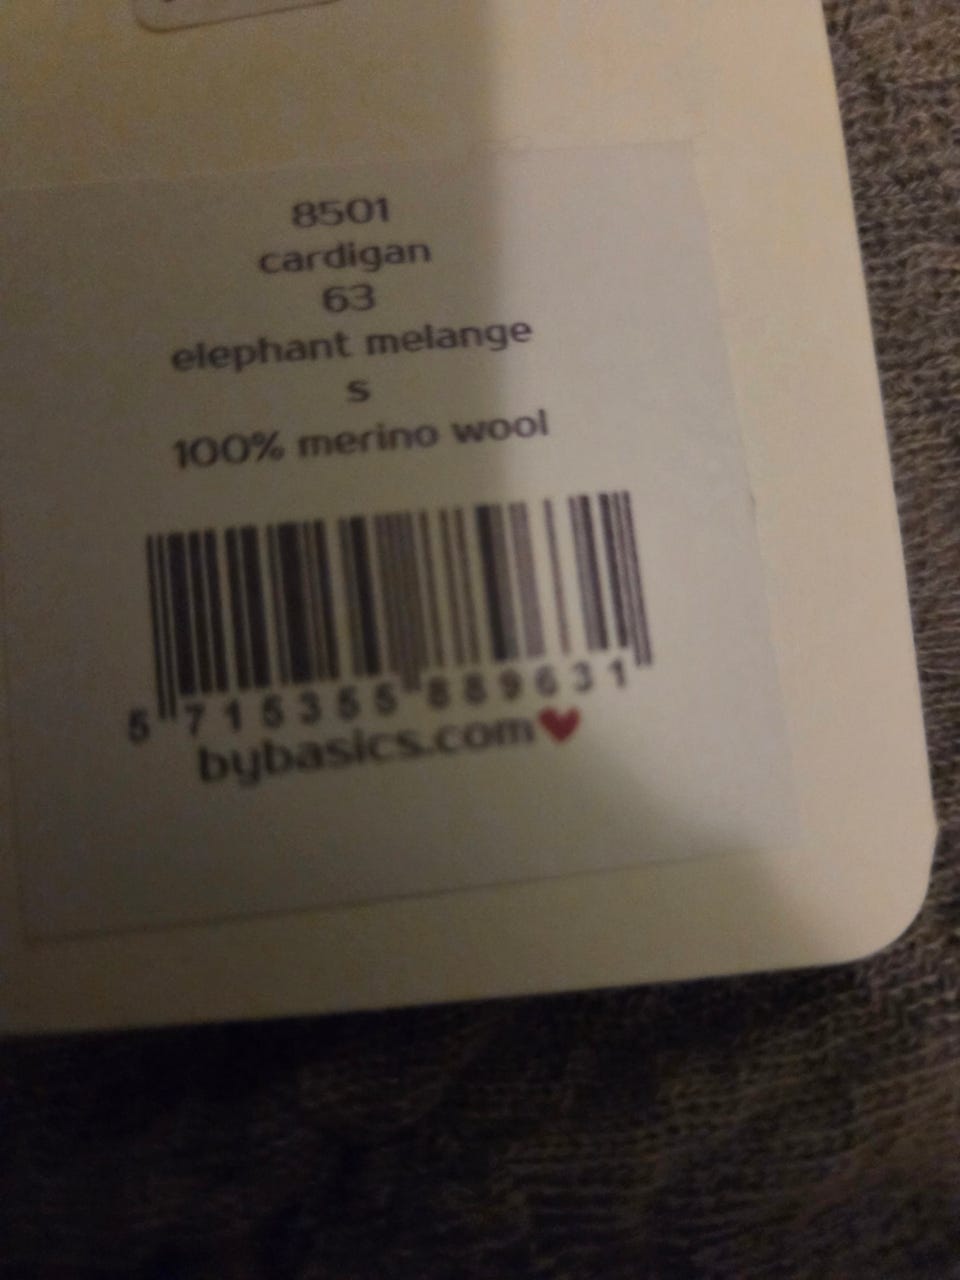 8501
cardigan
63
elephant melange
s
100% merino wool
5 715355 889631
bybasics.com❤